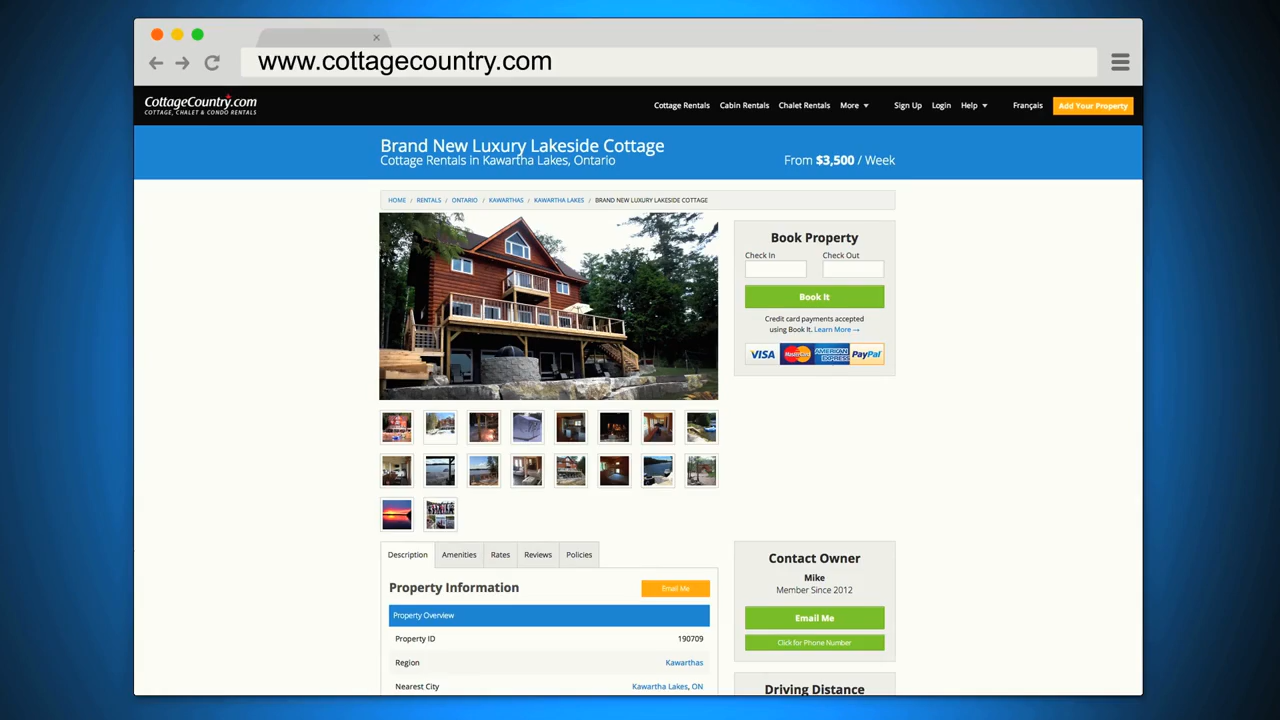 www.cottagecountry.com
CottageCountry.com
COTTAGE, CHALET & CONDO RENTALS
Cottage Rentals Cabin Rentals Chalet Rentals More Sign Up Login Help Français Add Your Property
Brand New Luxury Lakeside Cottage
Cottage Rentals in Kawartha Lakes, Ontario
From $3,500 / Week
HOME / RENTALS / ONTARIO / KAWARTHAS / KAWARTHA LAKES / BRAND NEW LUXURY LAKESIDE COTTAGE
Book Property
Check In Check Out
Book It
Credit card payments accepted
using Book It. Learn More →
VISA MasterCard AMERICAN EXPRESS PayPal
Description Amenities Rates Reviews Policies
Property Information
Email Me
Property Overview
Property ID 190709
Region Kawarthas
Nearest City Kawartha Lakes, ON
Contact Owner
Mike
Member Since 2012
Email Me
Click for Phone Number
Driving Distance